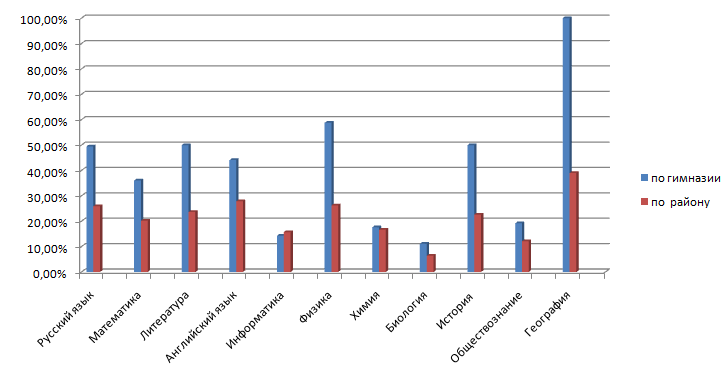 100,00%
90,00%
80,00%
70,00%
60,00%
50,00%
40,00%
30,00%
20,00%
10,00%
0,00%
Русский язык
Математика
Литература
Английский язык
Информатика
Физика
Химия
Биология
История
Обществознание
География
по гимназии
по району